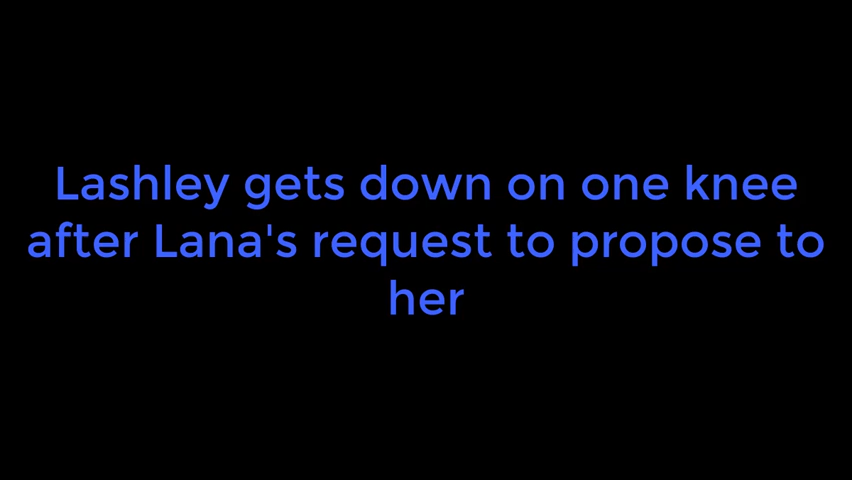 Lashley gets down on one knee
after Lana's request to propose to
her